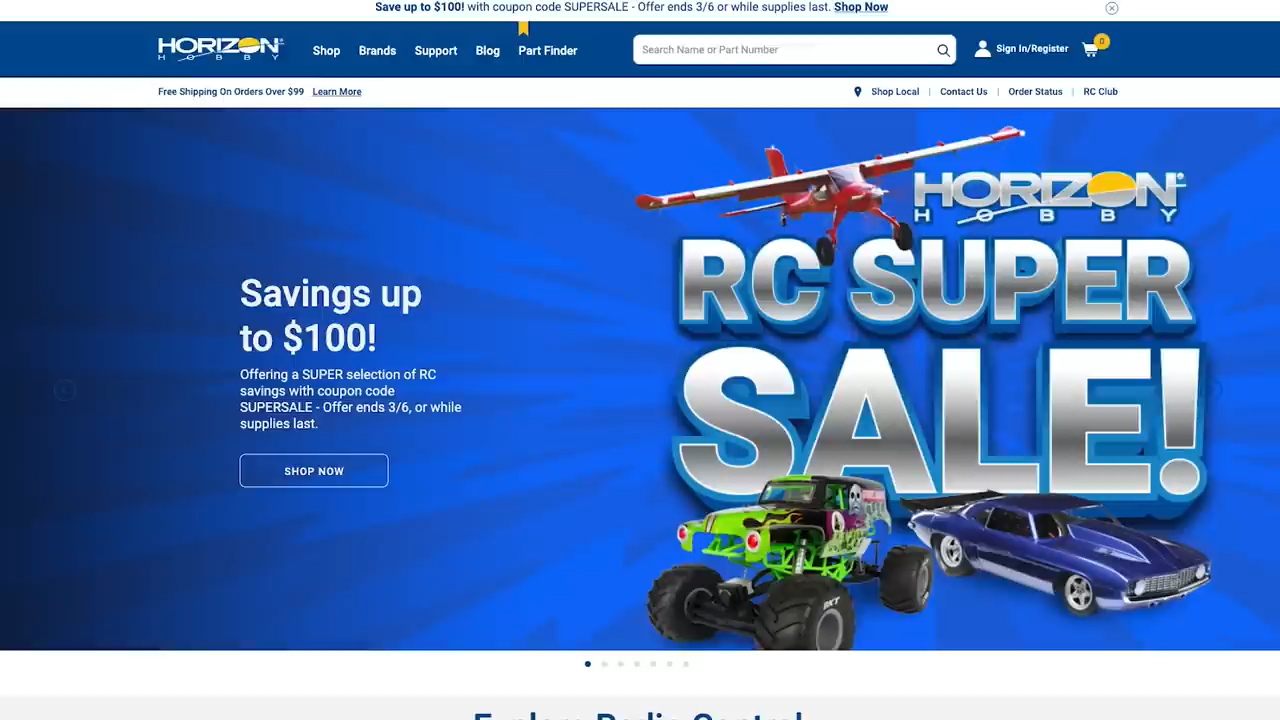 Save up to $100! with coupon code SUPERSALE - Offer ends 3/6 or while supplies last. Shop Now
HORIZON
HOBBY
Shop
Brands
Support
Blog
Part Finder
Search Name or Part Number
Sign In/Register
0
Free Shipping On Orders Over $99 Learn More
Shop Local | Contact Us | Order Status | RC Club
HORIZON
HOBBY
RC SUPER
SALE!
Savings up
to $100!
Offering a SUPER selection of RC
savings with coupon code
SUPERSALE - Offer ends 3/6, or while
supplies last.
SHOP NOW
Explore Radio Control